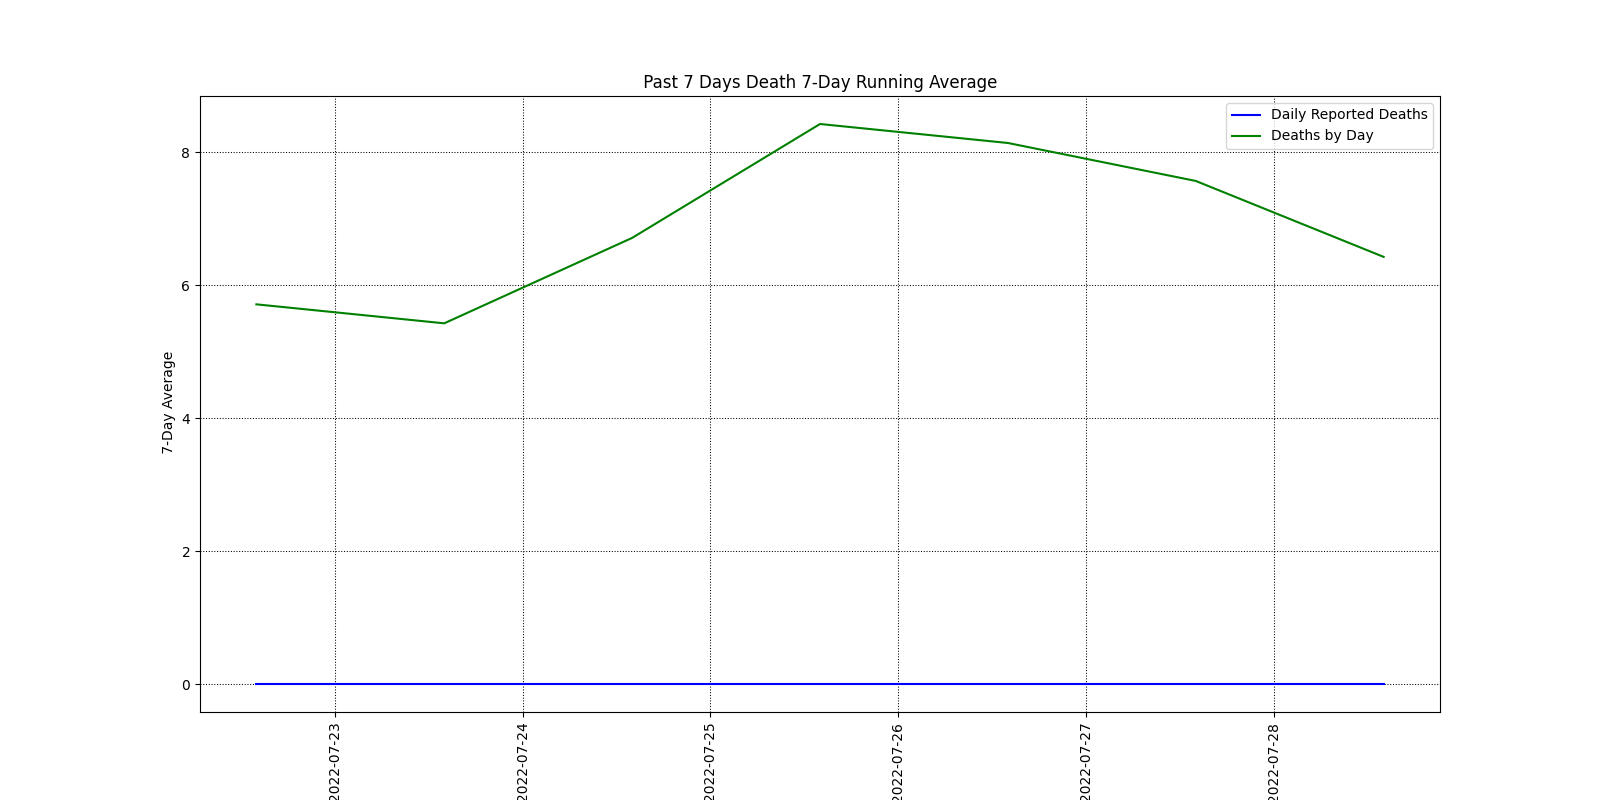 Past 7 Days Death 7-Day Running Average
Daily Reported Deaths
Deaths by Day
7-Day Average
8
6
4
2
0
2022-07-23
2022-07-24
2022-07-25
2022-07-26
2022-07-27
2022-07-28